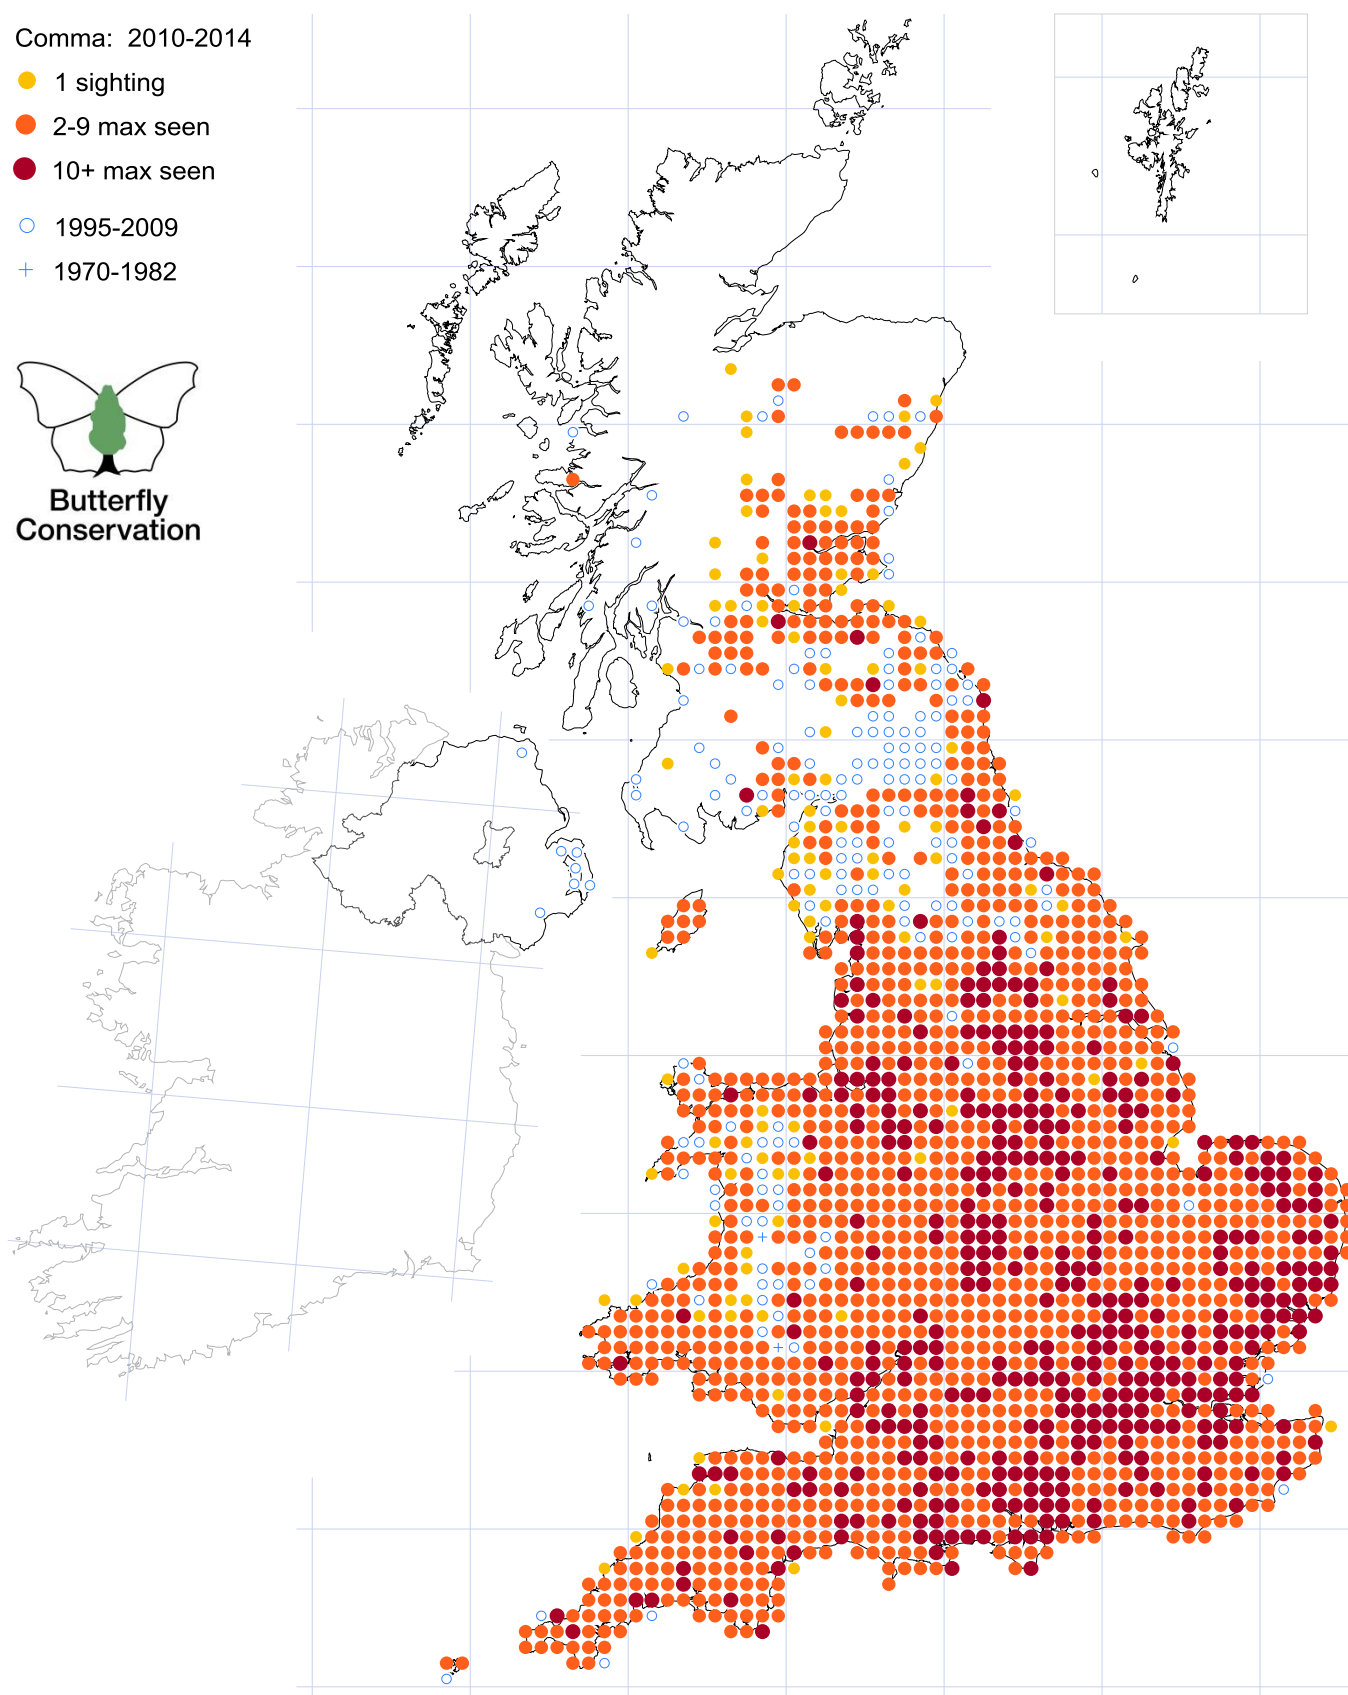 Comma: 2010-2014
1 sighting
2-9 max seen
10+ max seen
1995-2009
1970-1982
Butterfly
Conservation